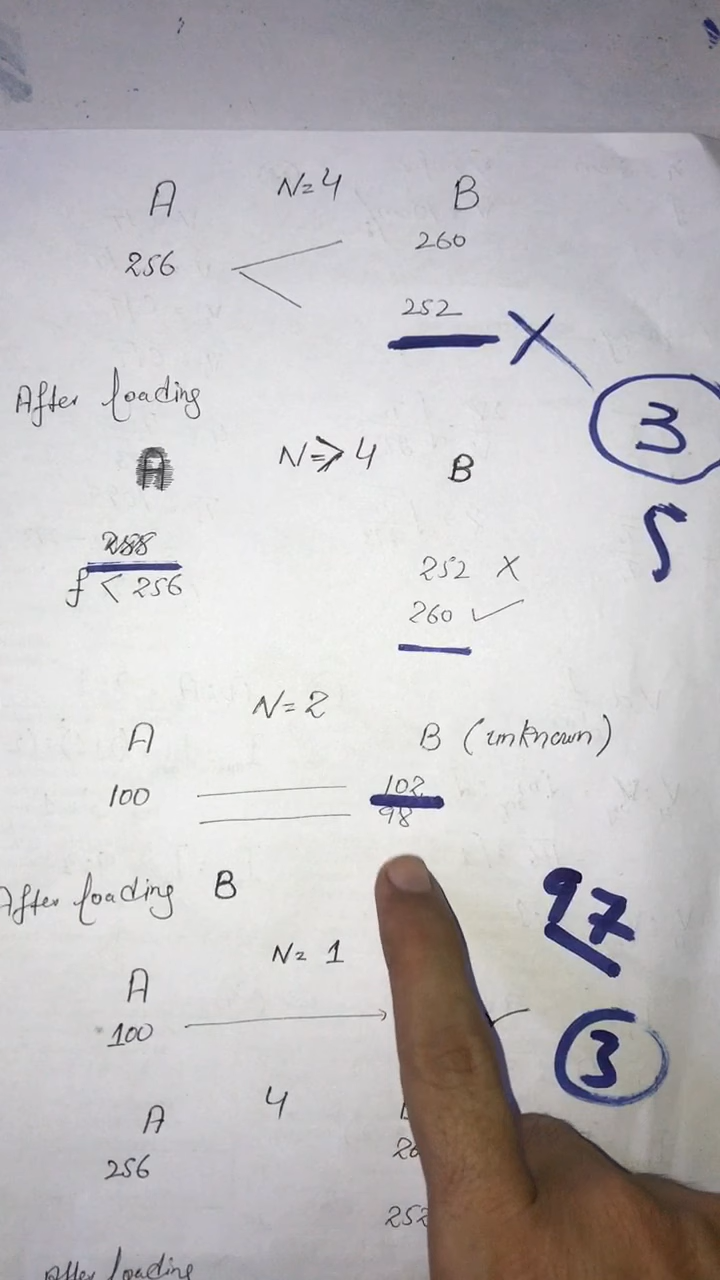 A N=4 B
256 260
252 X
3
After loading
A N=> 4 B
5
258
f < 256 252 X
260 ✓
N=2
A B (unknown)
100 102
98
After loading B
97
N= 1
A
100
3
A 4
256
252
After loading